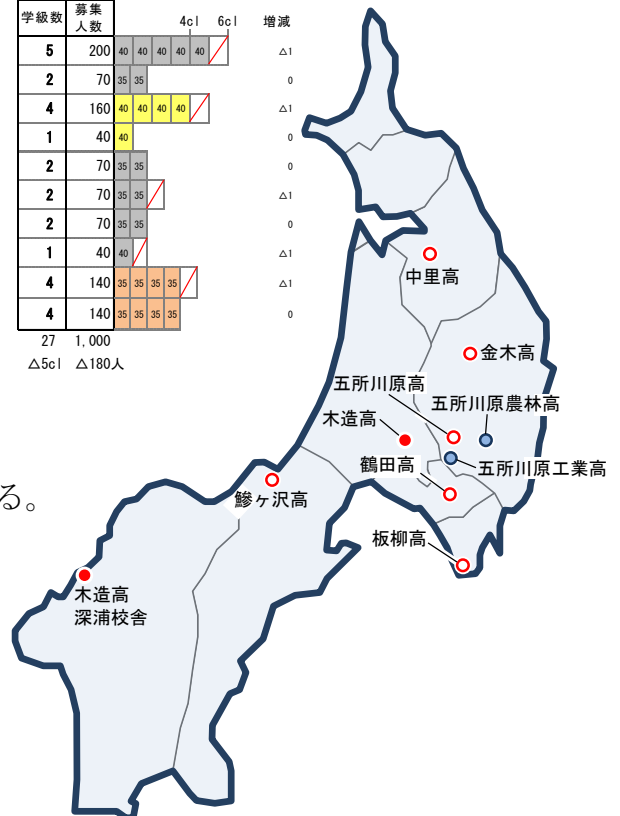 学級数 募集人数 4cl 6cl 増減
5 200 40 40 40 40 40 △1
2 70 35 35 0
4 160 40 40 40 40 △1
1 40 40 0
2 70 35 35 0
2 70 35 35 △1
2 70 35 35 0
1 40 40 △1
4 140 35 35 35 35 △1
4 140 35 35 35 35 0
27 1,000
△5cl △180人
中里高
金木高
五所川原高
五所川原農林高
木造高
鶴田高
五所川原工業高
る。
鰺ヶ沢高
板柳高
木造高
深浦校舎